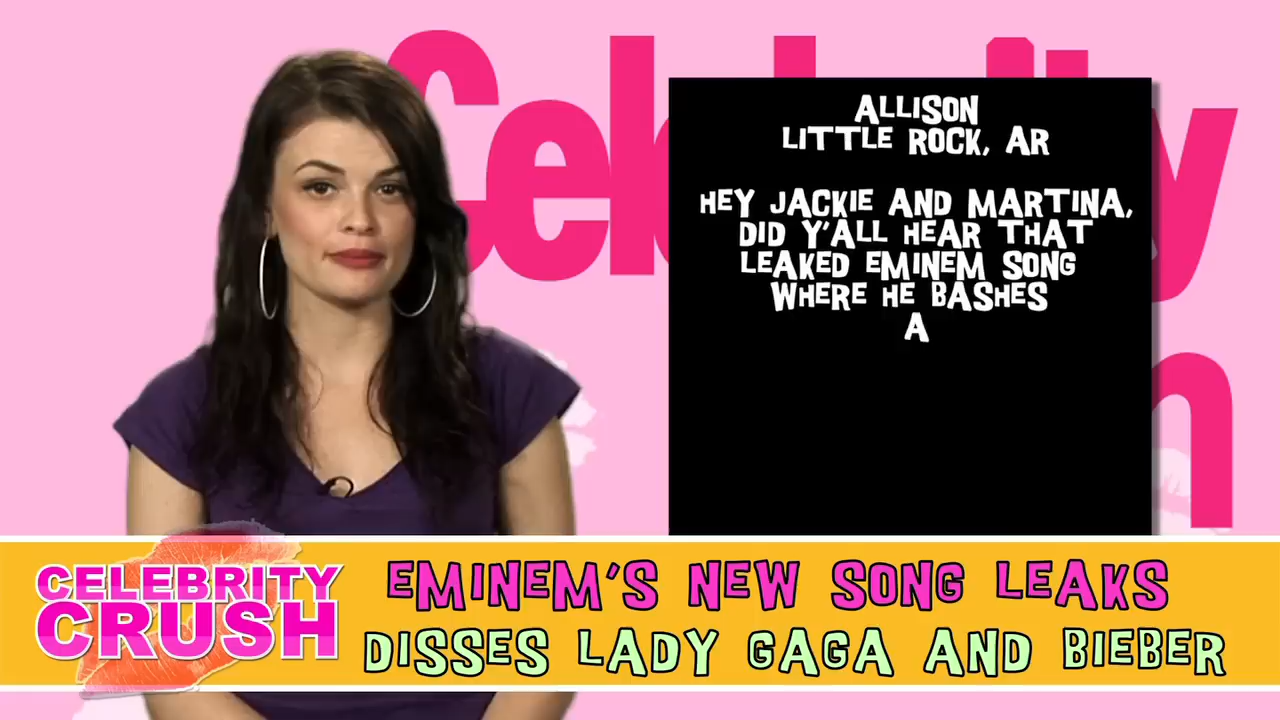 Celebrity
ALLISON
LITTLE ROCK, AR
HEY JACKIE AND MARTINA,
DID Y'ALL HEAR THAT
LEAKED EMINEM SONG
WHERE HE BASHES
A
CELEBRITY
CRUSH
EMINEM'S NEW SONG LEAKS
DISSES LADY GAGA AND BIEBER